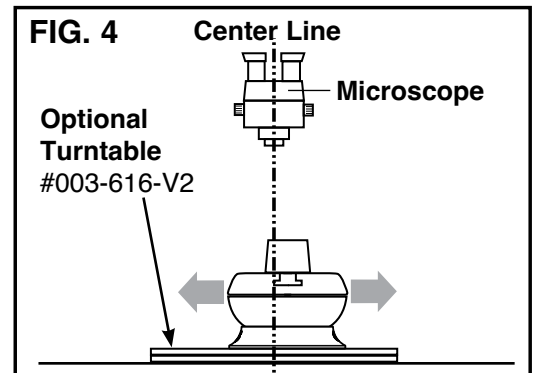 FIG. 4
Center Line
Microscope
Optional
Turntable
#003-616-V2